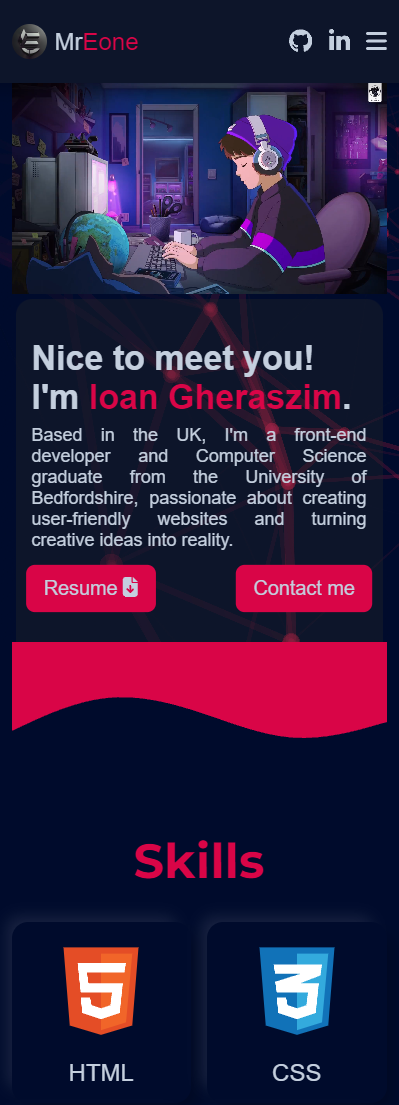 MrEone
Nice to meet you!
I'm Ioan Gheraszim.
Based in the UK, I'm a front-end
developer and Computer Science
graduate from the University of
Bedfordshire, passionate about creating
user-friendly websites and turning
creative ideas into reality.
Resume
Contact me
Skills
HTML
CSS